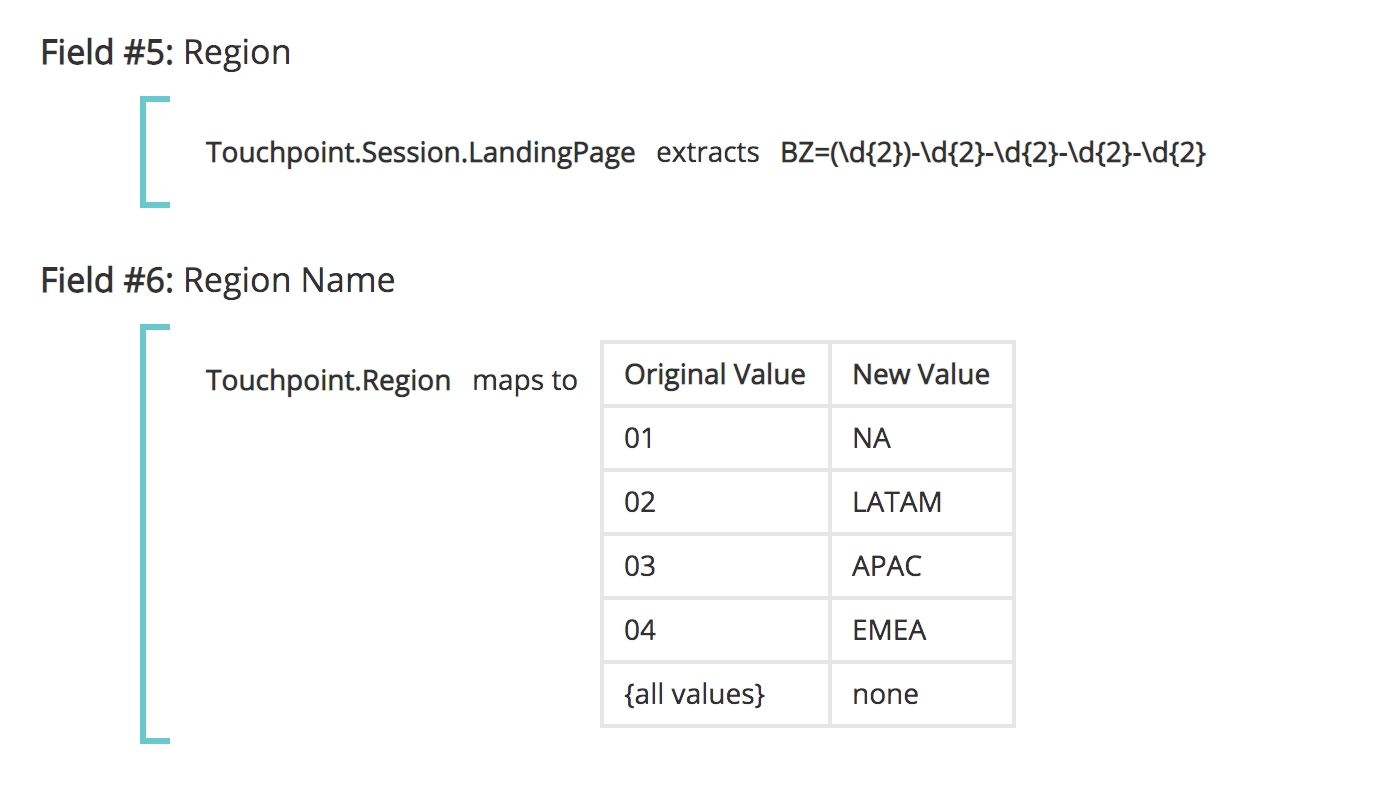 Field #5: Region
Touchpoint.Session.LandingPage extracts BZ=(\d{2})-\d{2}-\d{2}-\d{2}-\d{2}
Field #6: Region Name
Touchpoint.Region maps to
Original Value New Value
01 NA
02 LATAM
03 APAC
04 EMEA
{all values} none